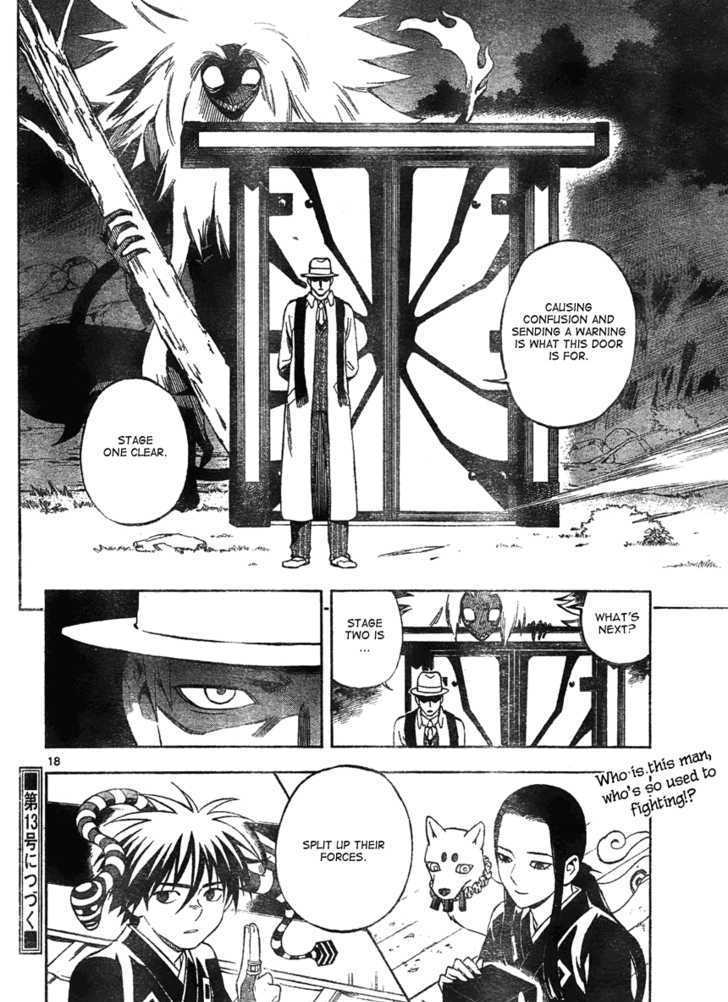 CAUSING
CONFUSION AND
SENDING A WARNING
IS WHAT THIS DOOR
IS FOR.
STAGE
ONE CLEAR.
WHAT'S
NEXT?
STAGE
TWO IS
...
18
Who is this man,
who's so used to
fighting!?
SPLIT UP THEIR
FORCES.
■第13号につづく■